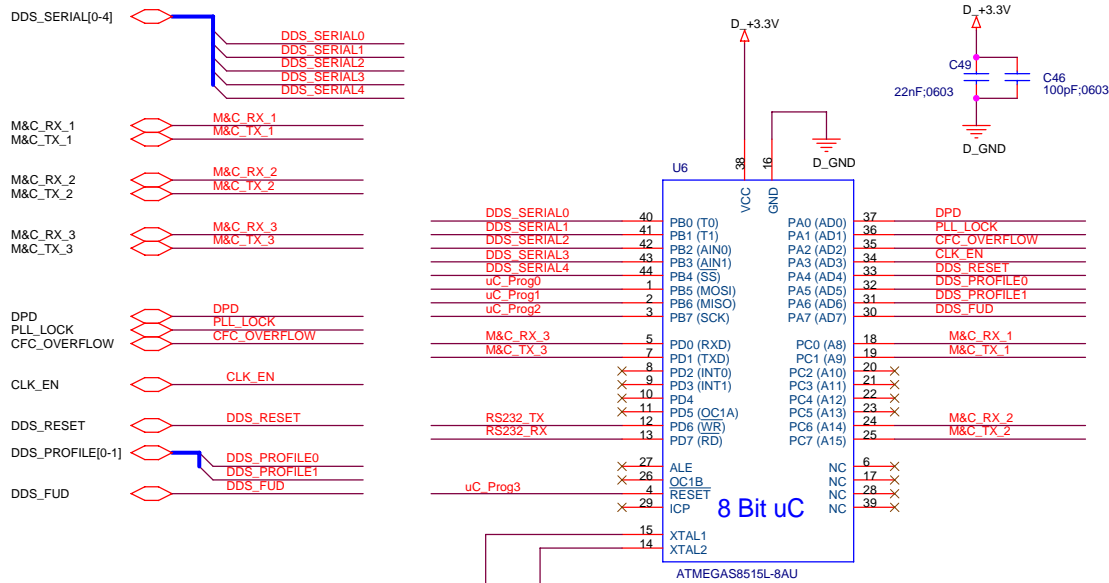 DDS_SERIAL[0-4]
DDS_SERIAL0
DDS_SERIAL1
DDS_SERIAL2
DDS_SERIAL3
DDS_SERIAL4
M&C_RX_1 M&C_RX_1
M&C_TX_1 M&C_TX_1
M&C_RX_2 M&C_RX_2
M&C_TX_2 M&C_TX_2
M&C_RX_3 M&C_RX_3
M&C_TX_3 M&C_TX_3
DPD DPD
PLL_LOCK PLL_LOCK
CFC_OVERFLOW CFC_OVERFLOW
CLK_EN CLK_EN
DDS_RESET DDS_RESET
DDS_PROFILE[0-1]
DDS_PROFILE0
DDS_PROFILE1
DDS_FUD DDS_FUD
D_+3.3V
D_GND
D_+3.3V
C49
22nF;0603
C46
100pF;0603
D_GND
U6
38 VCC
16 GND
DDS_SERIAL0 40 PB0 (T0) PA0 (AD0) 37 DPD
DDS_SERIAL1 41 PB1 (T1) PA1 (AD1) 36 PLL_LOCK
DDS_SERIAL2 42 PB2 (AIN0) PA2 (AD2) 35 CFC_OVERFLOW
DDS_SERIAL3 43 PB3 (AIN1) PA3 (AD3) 34 CLK_EN
DDS_SERIAL4 44 PB4 (SS) PA4 (AD4) 33 DDS_RESET
uC_Prog0 1 PB5 (MOSI) PA5 (AD5) 32 DDS_PROFILE0
uC_Prog1 2 PB6 (MISO) PA6 (AD6) 31 DDS_PROFILE1
uC_Prog2 3 PB7 (SCK) PA7 (AD7) 30 DDS_FUD
M&C_RX_3 5 PD0 (RXD) PC0 (A8) 18 M&C_RX_1
M&C_TX_3 7 PD1 (TXD) PC1 (A9) 19 M&C_TX_1
8 PD2 (INT0) PC2 (A10) 20
9 PD3 (INT1) PC3 (A11) 21
10 PD4 PC4 (A12) 22
11 PD5 (OC1A) PC5 (A13) 23
RS232_TX 12 PD6 (WR) PC6 (A14) 24 M&C_RX_2
RS232_RX 13 PD7 (RD) PC7 (A15) 25 M&C_TX_2
27 ALE NC 6
26 OC1B NC 17
uC_Prog3 4 RESET NC 28
29 ICP NC 39
8 Bit uC
15 XTAL1
14 XTAL2
ATMEGAS8515L-8AU